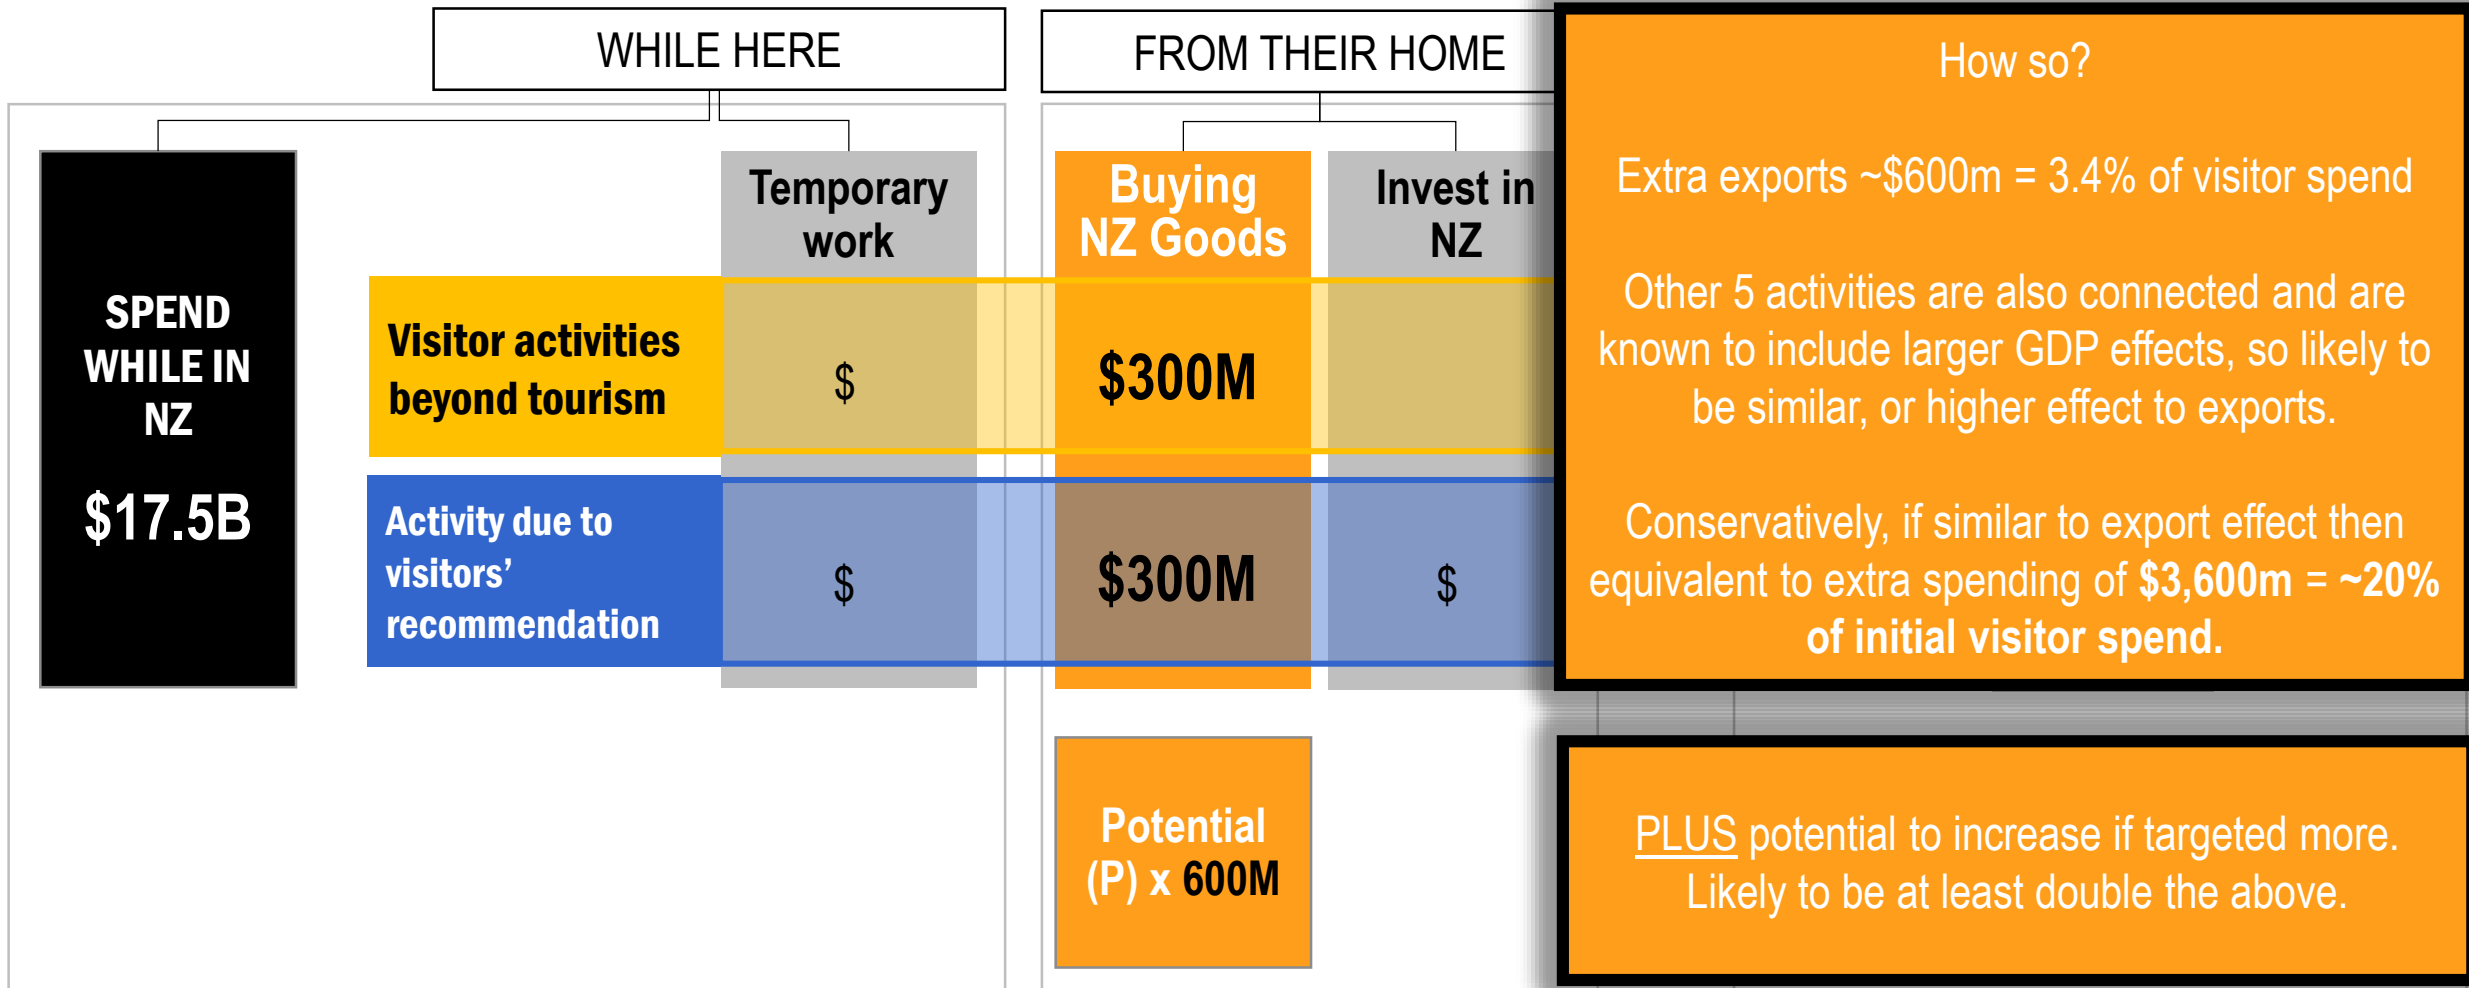 WHILE HERE
FROM THEIR HOME
SPEND
WHILE IN
NZ
$17.5B
Temporary
work
Buying
NZ Goods
Invest in
NZ
Visitor activities
beyond tourism
$
$300M
Activity due to
visitors’
recommendation
$
$300M
$
Potential
(P) x 600M
How so?
Extra exports ~$600m = 3.4% of visitor spend
Other 5 activities are also connected and are
known to include larger GDP effects, so likely to
be similar, or higher effect to exports.
Conservatively, if similar to export effect then
equivalent to extra spending of $3,600m = ~20%
of initial visitor spend.
PLUS potential to increase if targeted more.
Likely to be at least double the above.